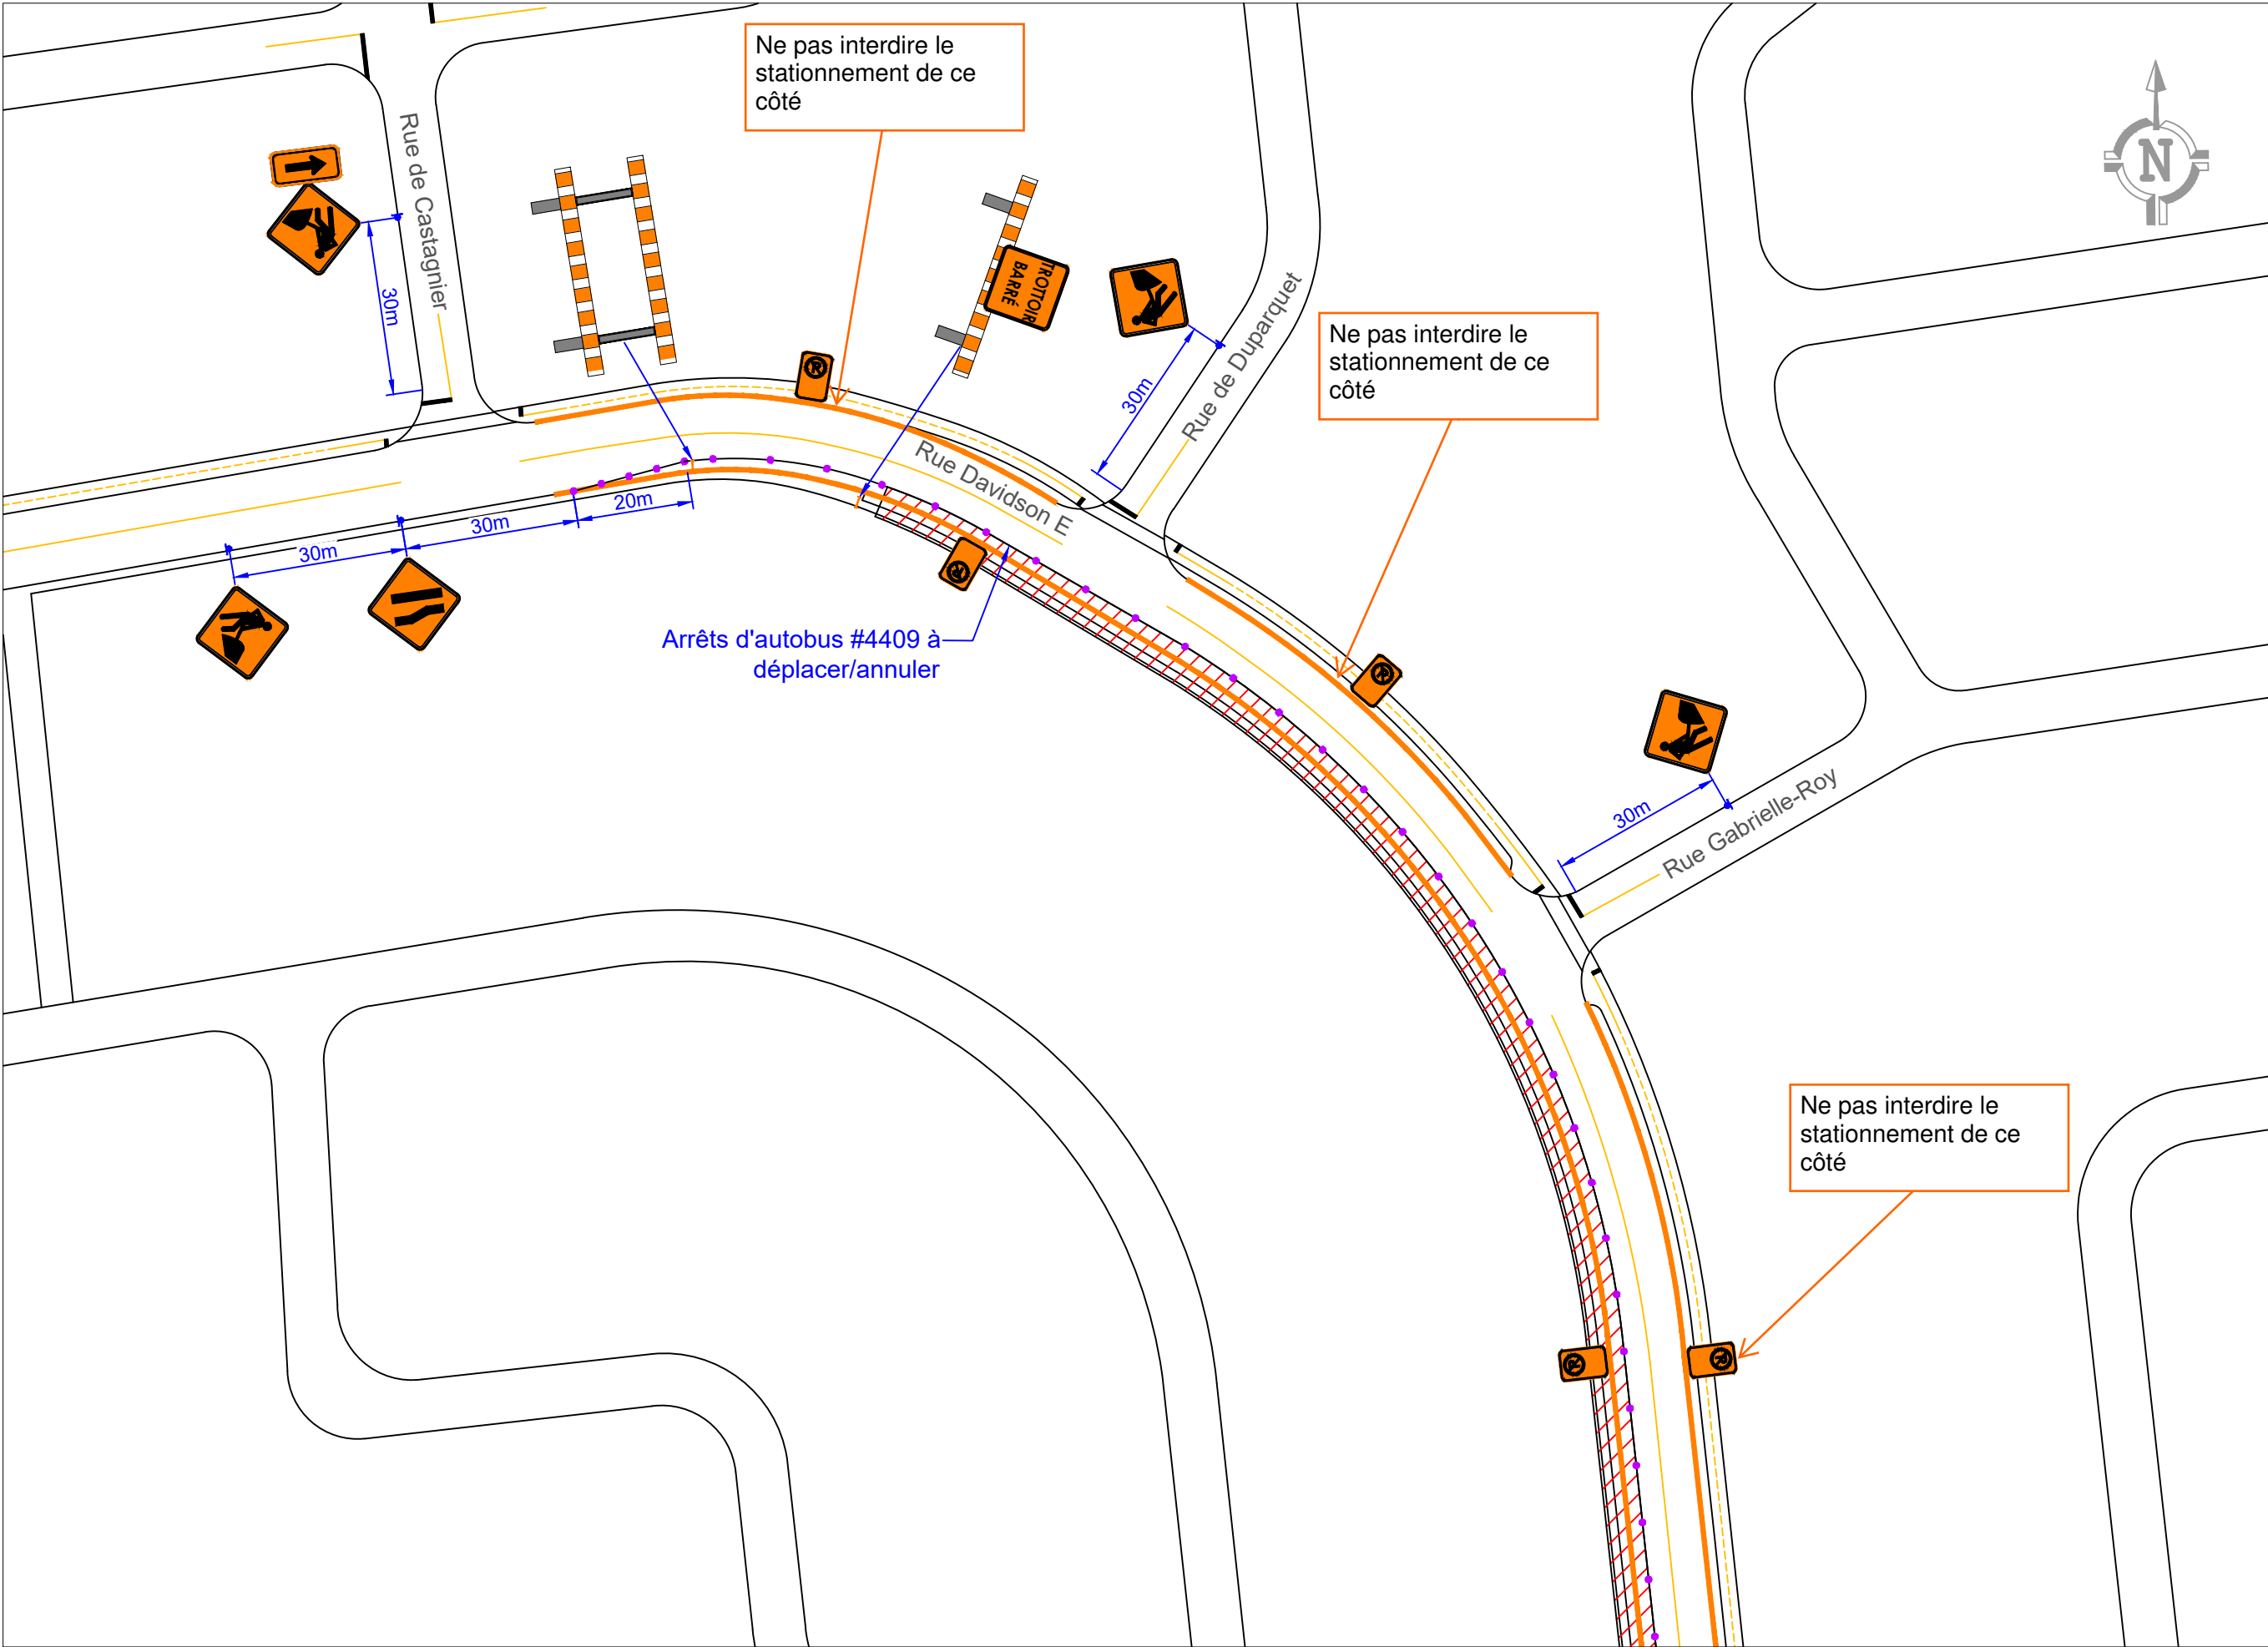 Ne pas interdire le
stationnement de ce
côté
N
Rue de Castagnier
30m
TROTTOIR
BARRÉ
Rue de Duparquet
30m
Ne pas interdire le
stationnement de ce
côté
P
Rue Davidson E
20m
30m
30m
P
P
Arrêts d'autobus #4409 à
déplacer/annuler
30m
Rue Gabrielle-Roy
Ne pas interdire le
stationnement de ce
côté
P
P